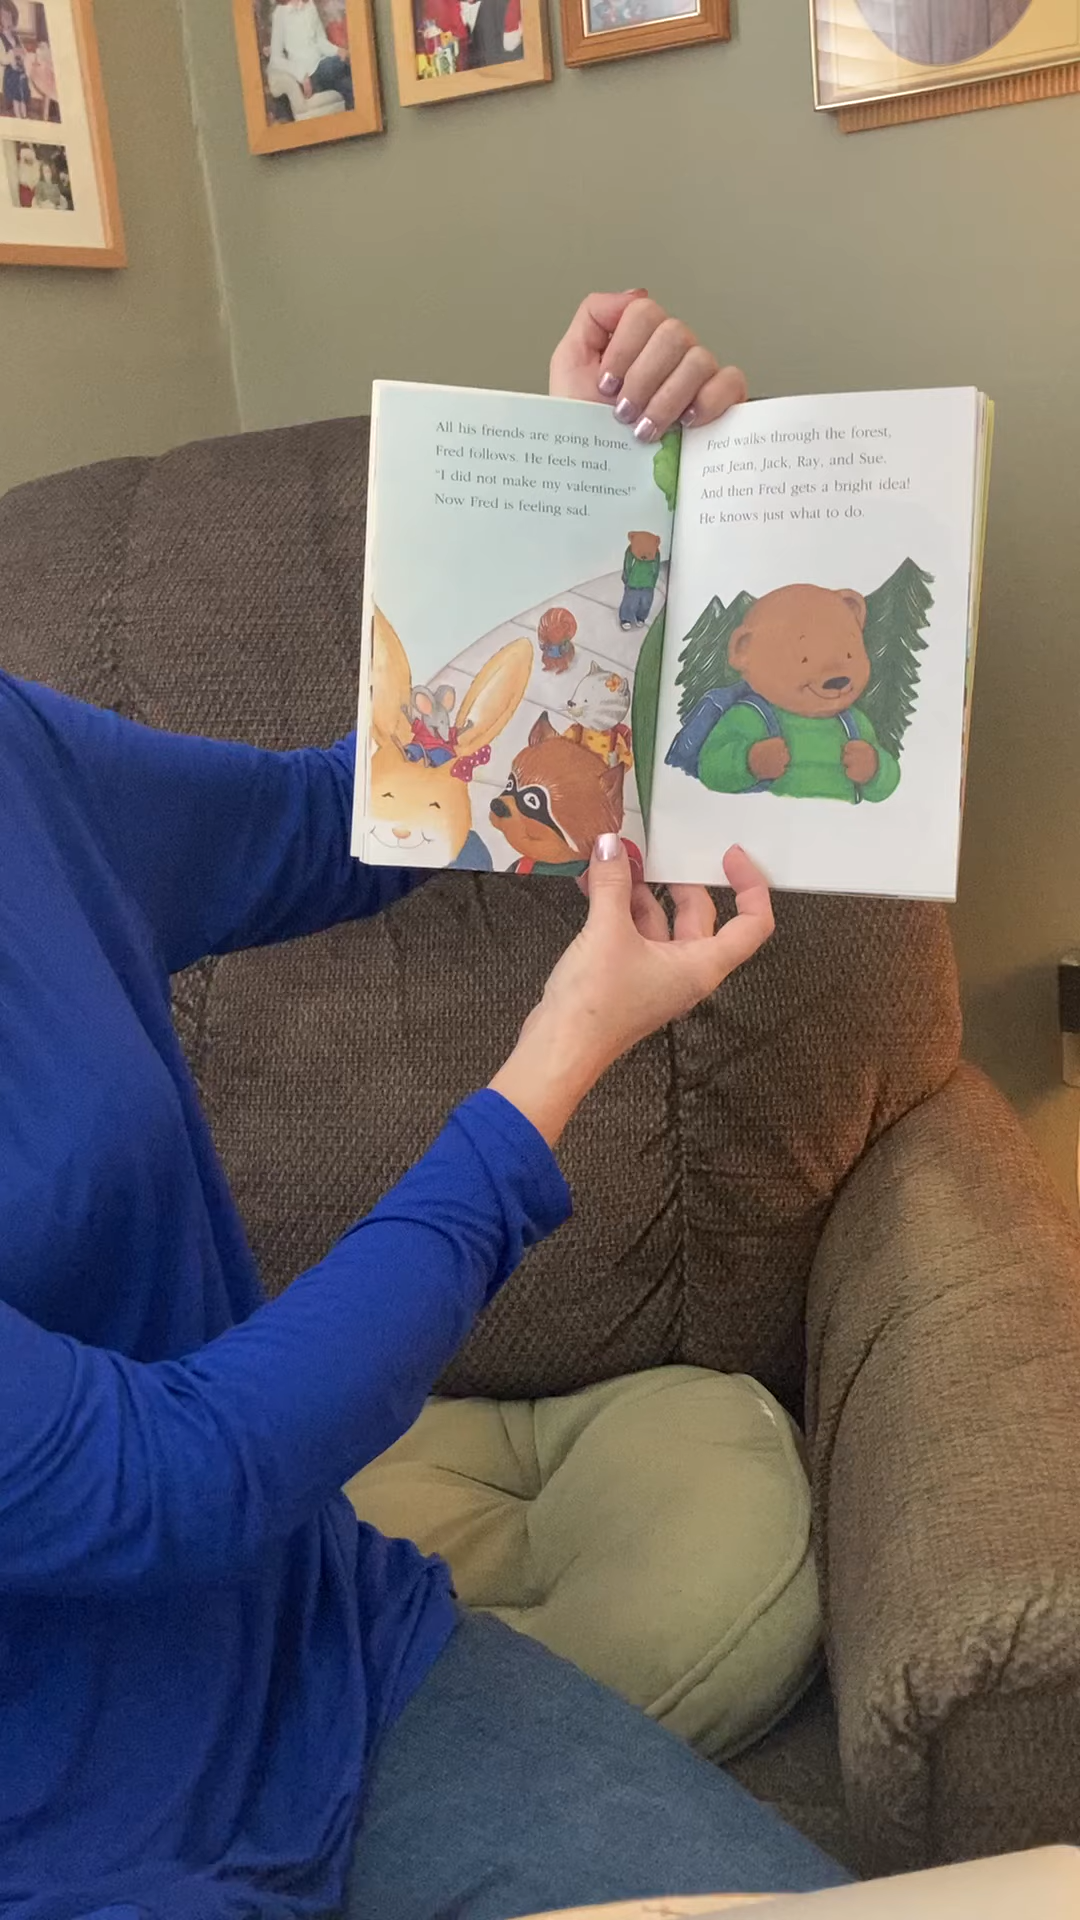 All his friends are going home.
Fred follows. He feels mad.
"I did not make my valentines!"
Now Fred is feeling sad.
Fred walks through the forest,
past Jean, Jack, Ray, and Sue.
And then Fred gets a bright idea!
He knows just what to do.